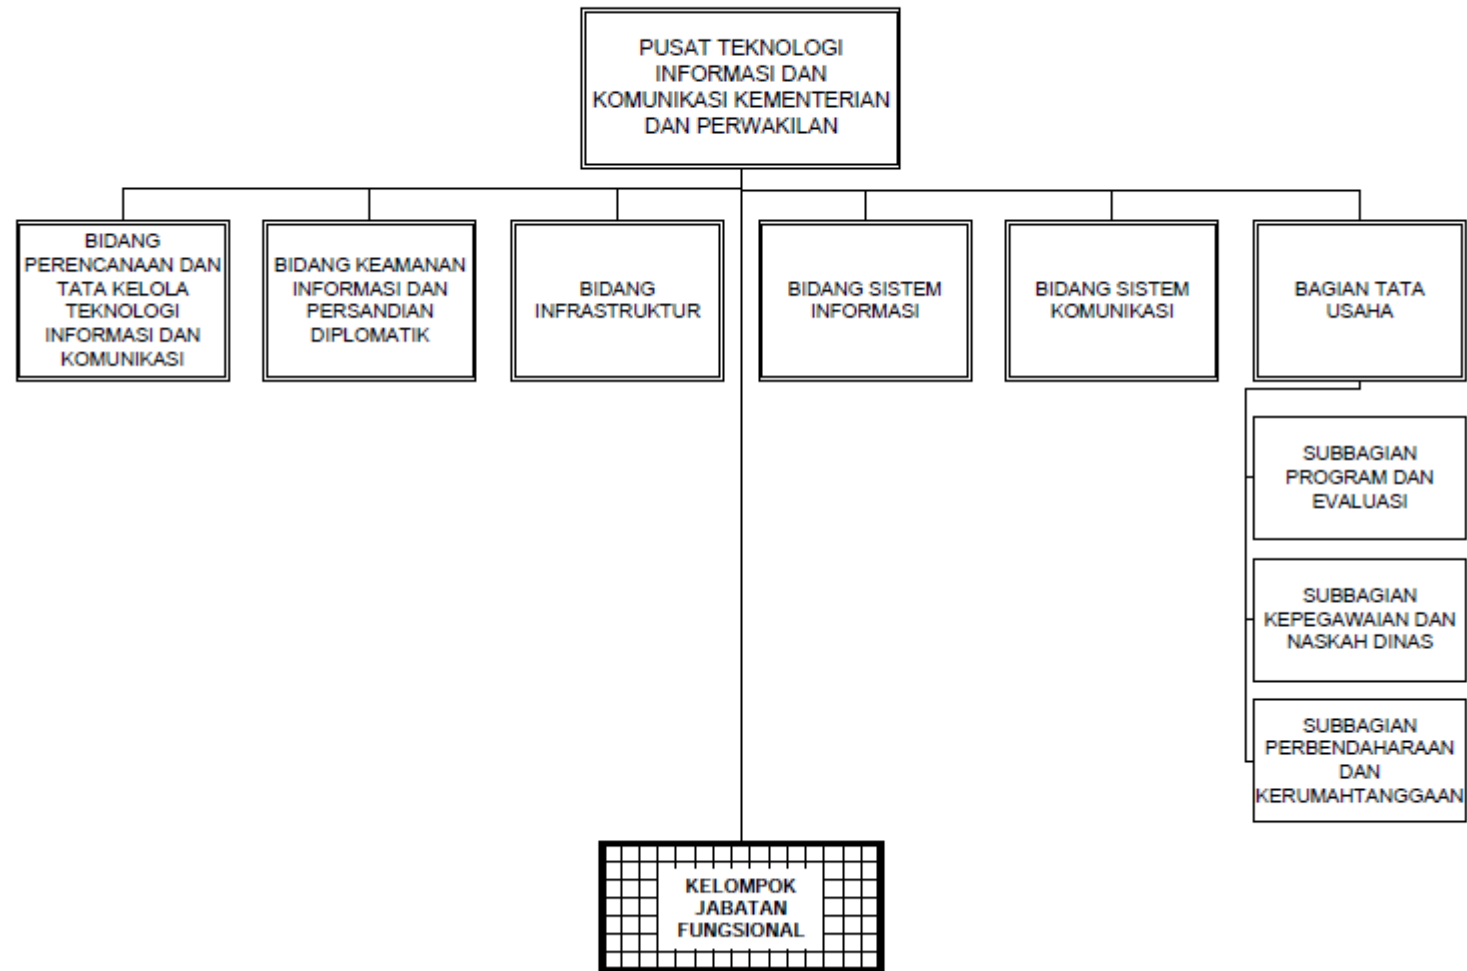 PUSAT TEKNOLOGI
INFORMASI DAN
KOMUNIKASI KEMENTERIAN
DAN PERWAKILAN
BIDANG
PERENCANAAN DAN
TATA KELOLA
TEKNOLOGI
INFORMASI DAN
KOMUNIKASI
BIDANG KEAMANAN
INFORMASI DAN
PERSANDIAN
DIPLOMATIK
BIDANG
INFRASTRUKTUR
BIDANG SISTEM
INFORMASI
BIDANG SISTEM
KOMUNIKASI
BAGIAN TATA
USAHA
SUBBAGIAN
PROGRAM DAN
EVALUASI
SUBBAGIAN
KEPEGAWAIAN DAN
NASKAH DINAS
SUBBAGIAN
PERBENDAHARAAN
DAN
KERUMAHTANGGAAN
KELOMPOK
JABATAN
FUNGSIONAL